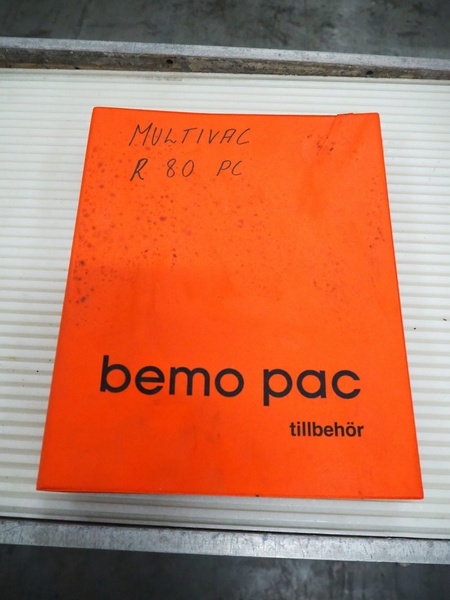 MULTIVAC
R 80 PC
bemo pac
tillbehör